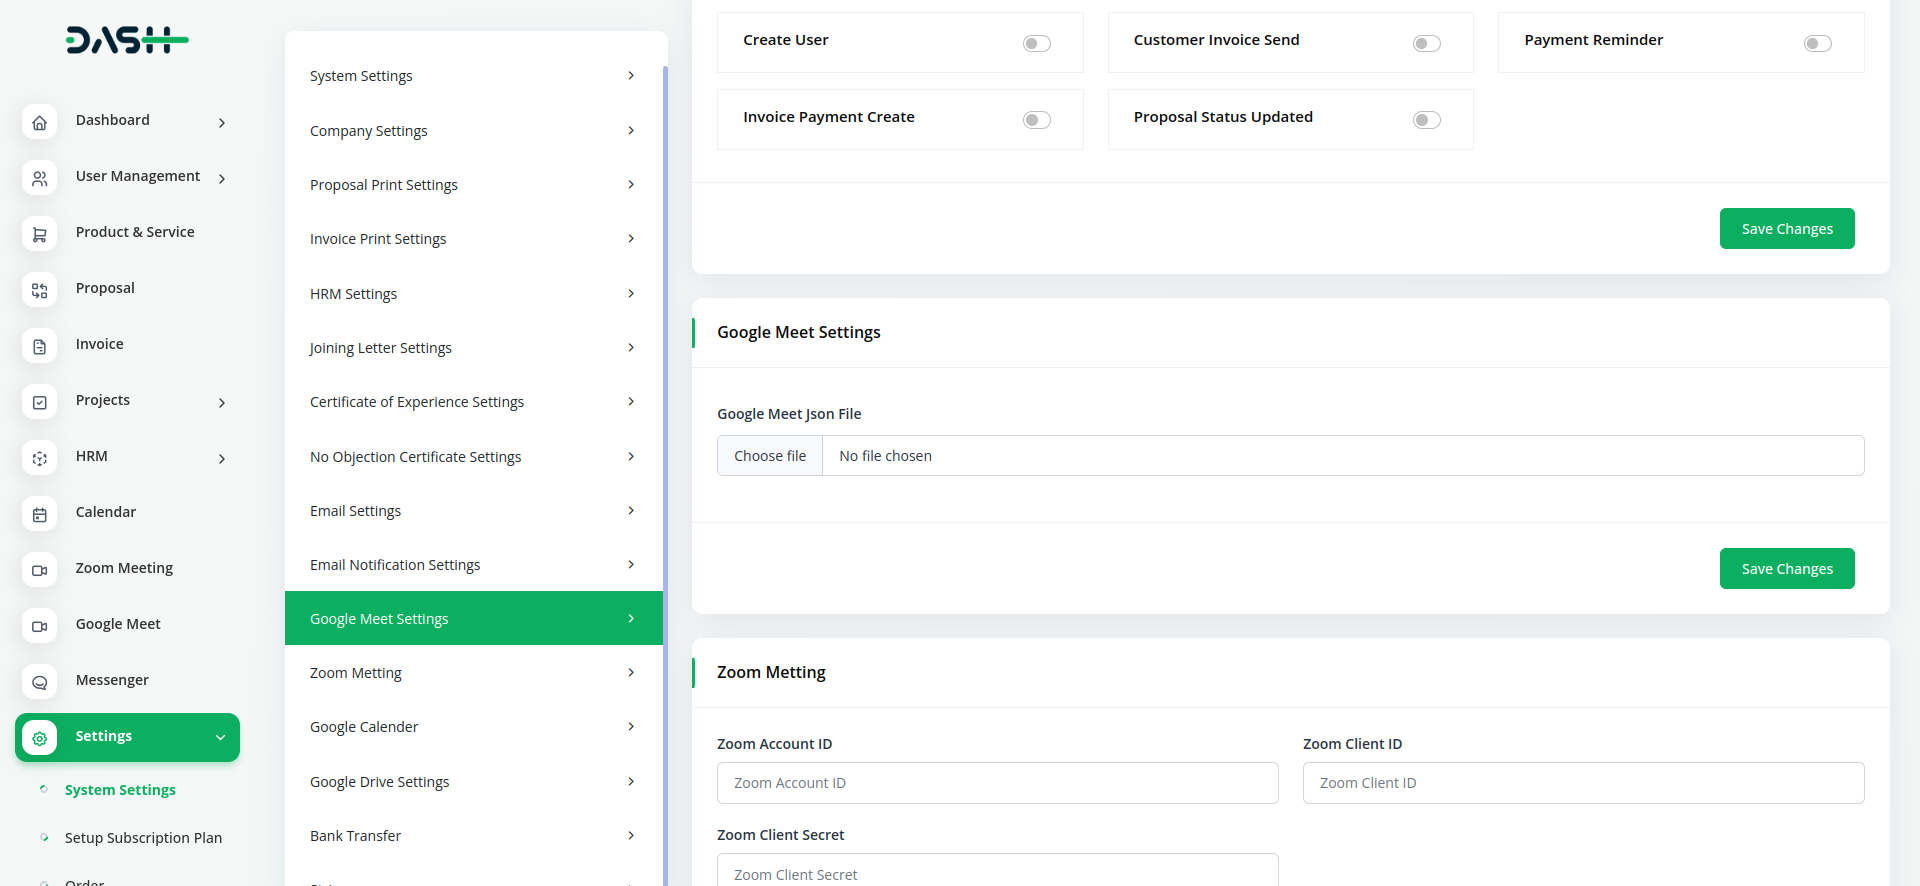 DASH
Dashboard
User Management
Product & Service
Proposal
Invoice
Projects
HRM
Calendar
Zoom Meeting
Google Meet
Messenger
Settings
System Settings
Setup Subscription Plan
Order
System Settings
Company Settings
Proposal Print Settings
Invoice Print Settings
HRM Settings
Joining Letter Settings
Certificate of Experience Settings
No Objection Certificate Settings
Email Settings
Email Notification Settings
Google Meet Settings
Zoom Metting
Google Calender
Google Drive Settings
Bank Transfer
Create User
Customer Invoice Send
Payment Reminder
Invoice Payment Create
Proposal Status Updated
Save Changes
Google Meet Settings
Google Meet Json File
Choose file No file chosen
Save Changes
Zoom Metting
Zoom Account ID
Zoom Account ID
Zoom Client ID
Zoom Client ID
Zoom Client Secret
Zoom Client Secret